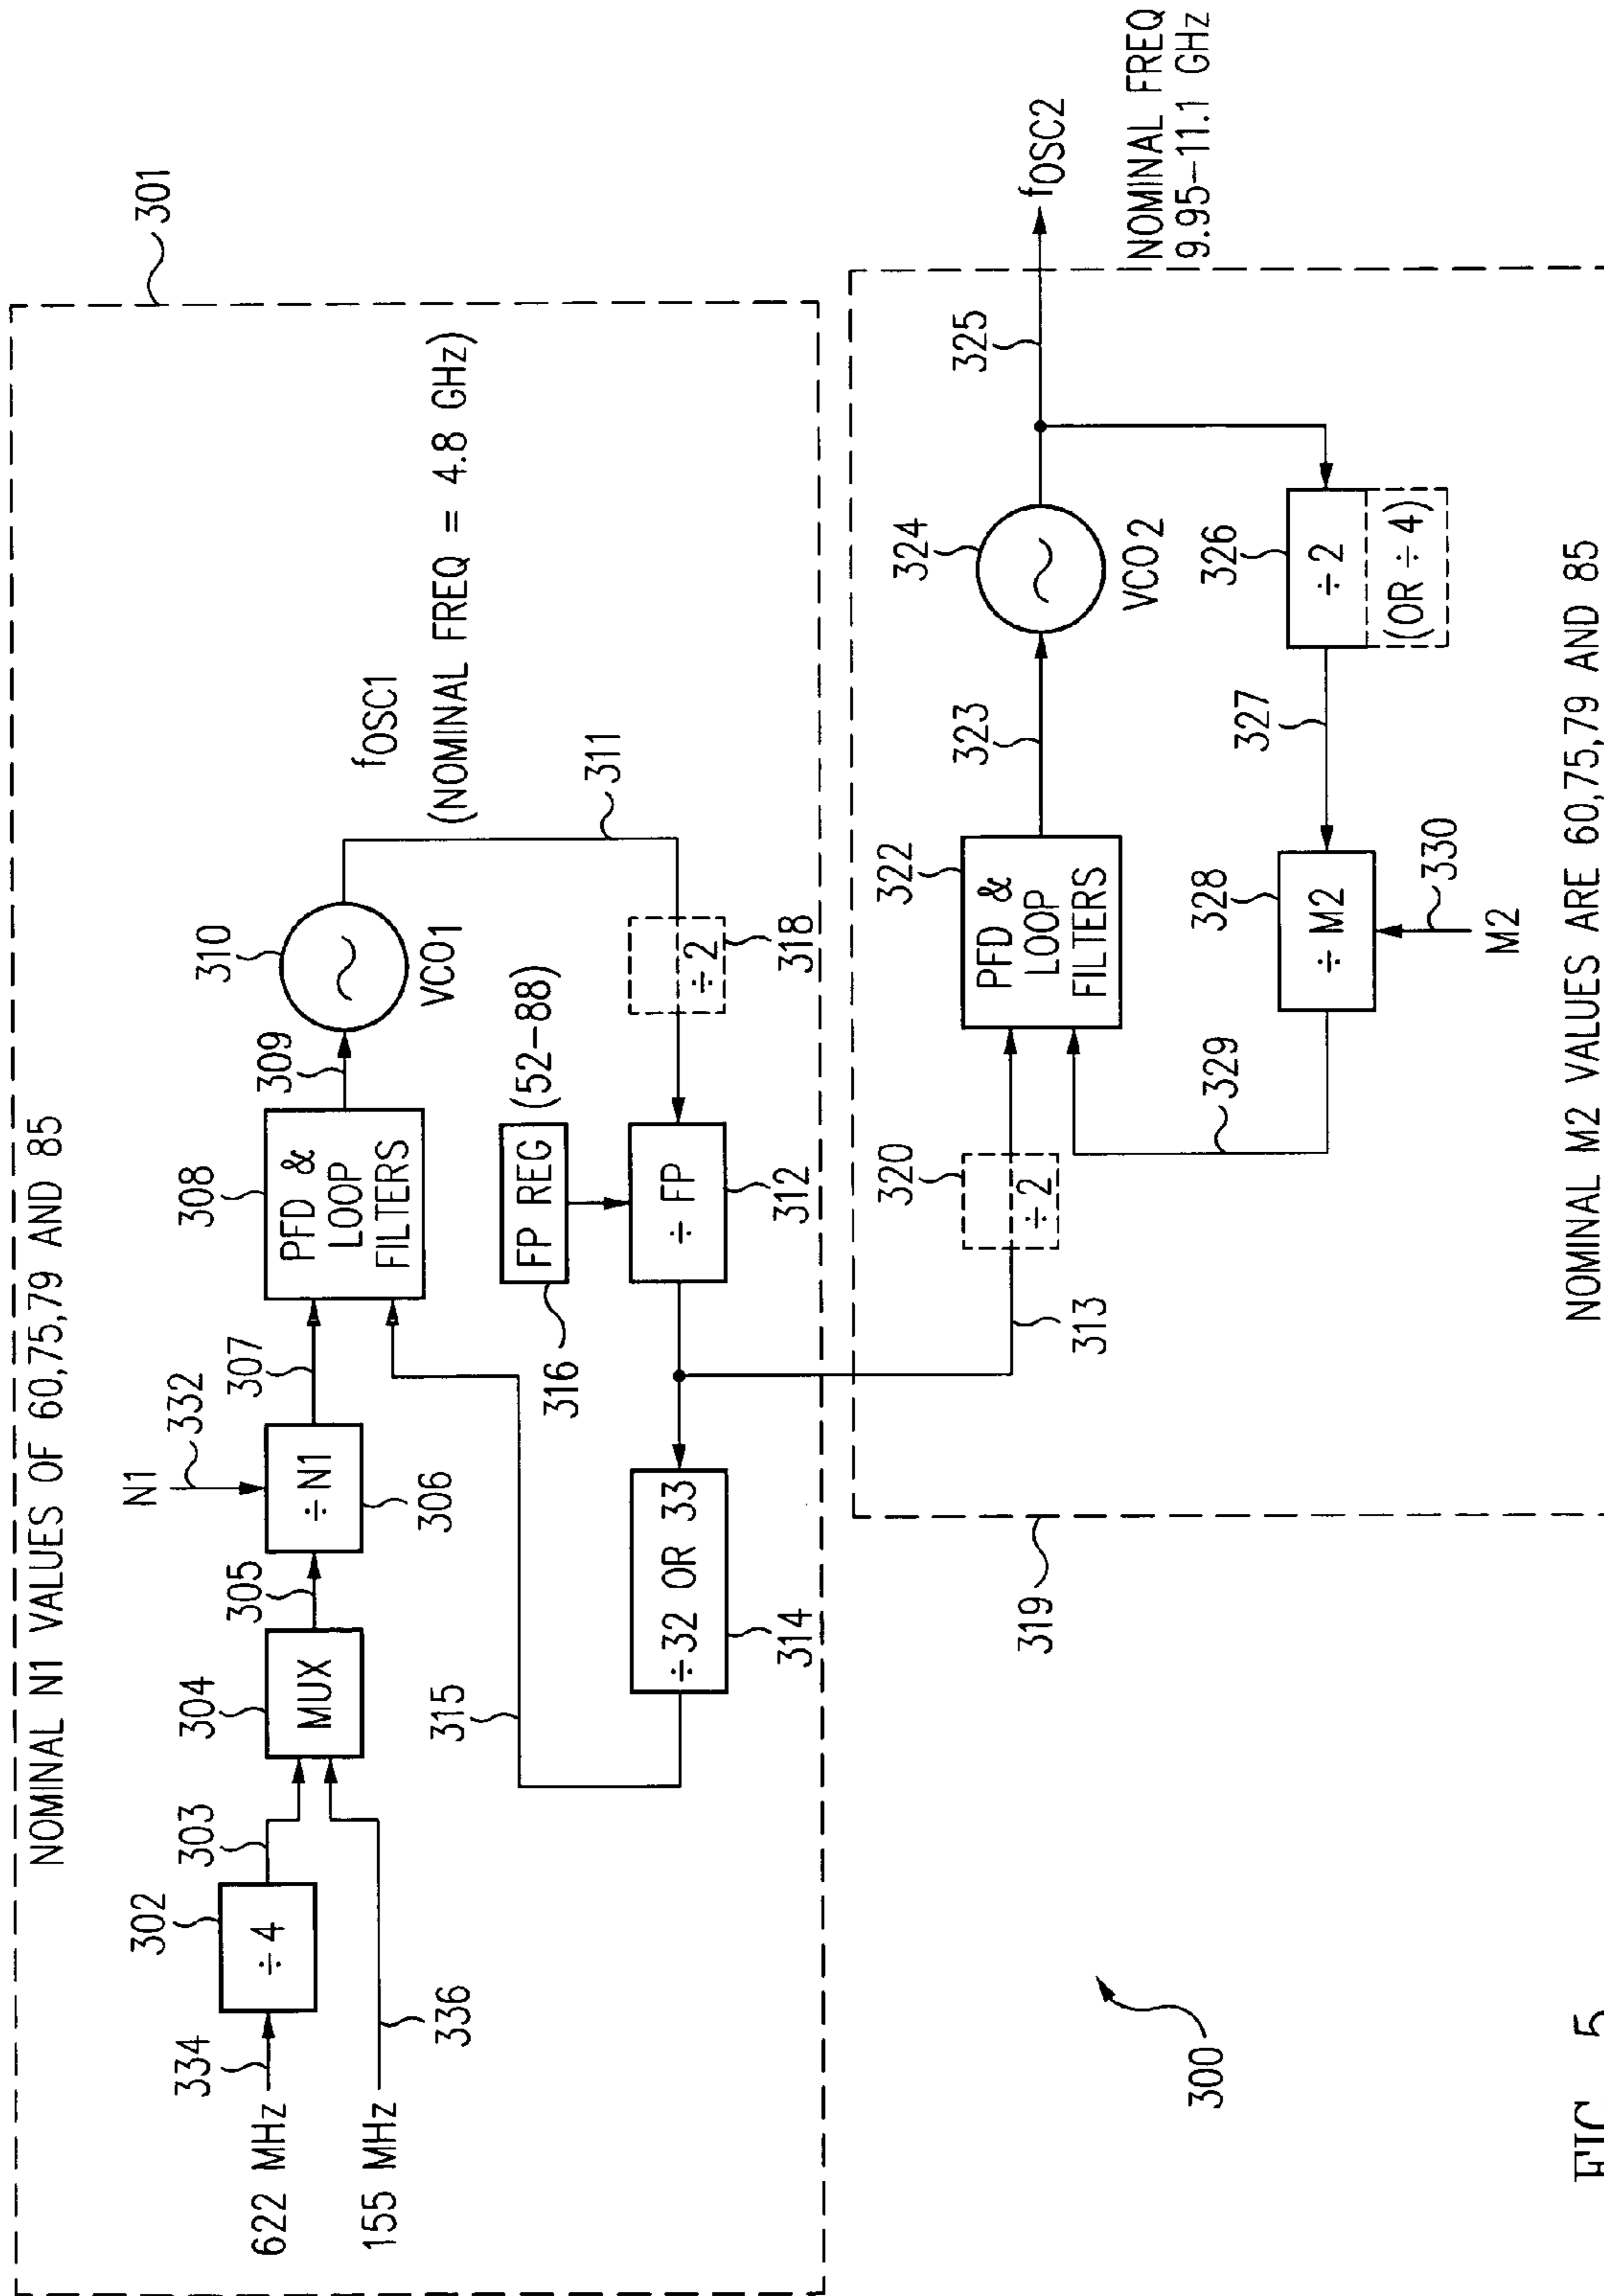 NOMINAL N1 VALUES OF 60,75,79 AND 85
301
N1
332
334
622 MHz
302
÷ 4
303
304
MUX
305
÷N1
306
307
308
PFD &
LOOP
FILTERS
309
310
VCO1
fOSC1
(NOMINAL FREQ = 4.8 GHz)
155 MHz
336
311
315
÷32 OR 33
314
316
FP REG
(52-88)
÷ FP
312
÷2
318
319
313
320
÷2
322
PFD &
LOOP
FILTERS
323
324
VCO2
325
fOSC2
NOMINAL FREQ
9.95-11.1 GHz
326
÷ 2
(OR ÷ 4)
327
328
÷ M2
329
330
M2
NOMINAL M2 VALUES ARE 60,75,79 AND 85
300